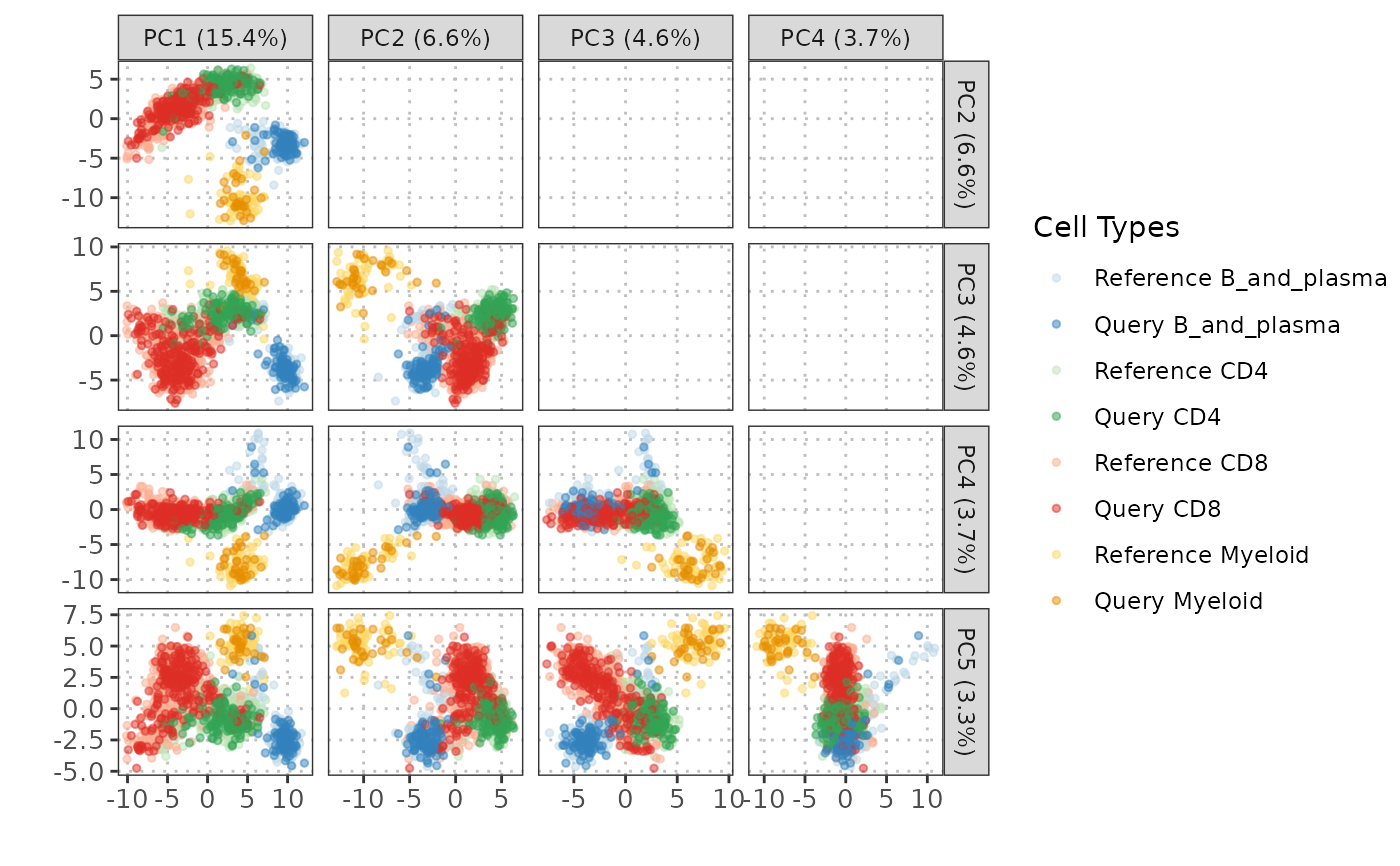 PC1 (15.4%) PC2 (6.6%) PC3 (4.6%) PC4 (3.7%)
5
0
-5
-10
PC2 (6.6%)
10
5
0
-5
PC3 (4.6%)
10
5
0
-5
-10
PC4 (3.7%)
7.5
5.0
2.5
0.0
-2.5
-5.0
PC5 (3.3%)
-10 -5 0 5 10 -10 -5 0 5 -5 0 5 10 -10 -5 0 5 10
Cell Types
Reference B_and_plasma
Query B_and_plasma
Reference CD4
Query CD4
Reference CD8
Query CD8
Reference Myeloid
Query Myeloid